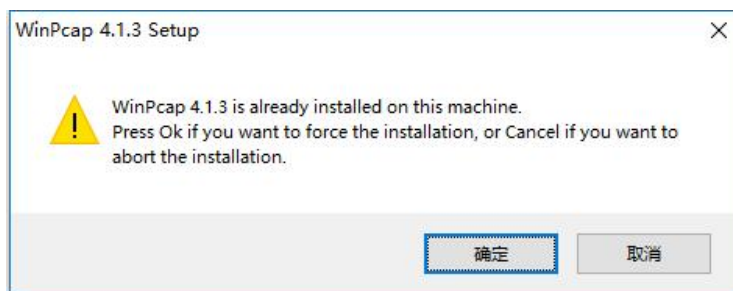 WinPcap 4.1.3 Setup
WinPcap 4.1.3 is already installed on this machine.
Press Ok if you want to force the installation, or Cancel if you want to
abort the installation.
确定 取消